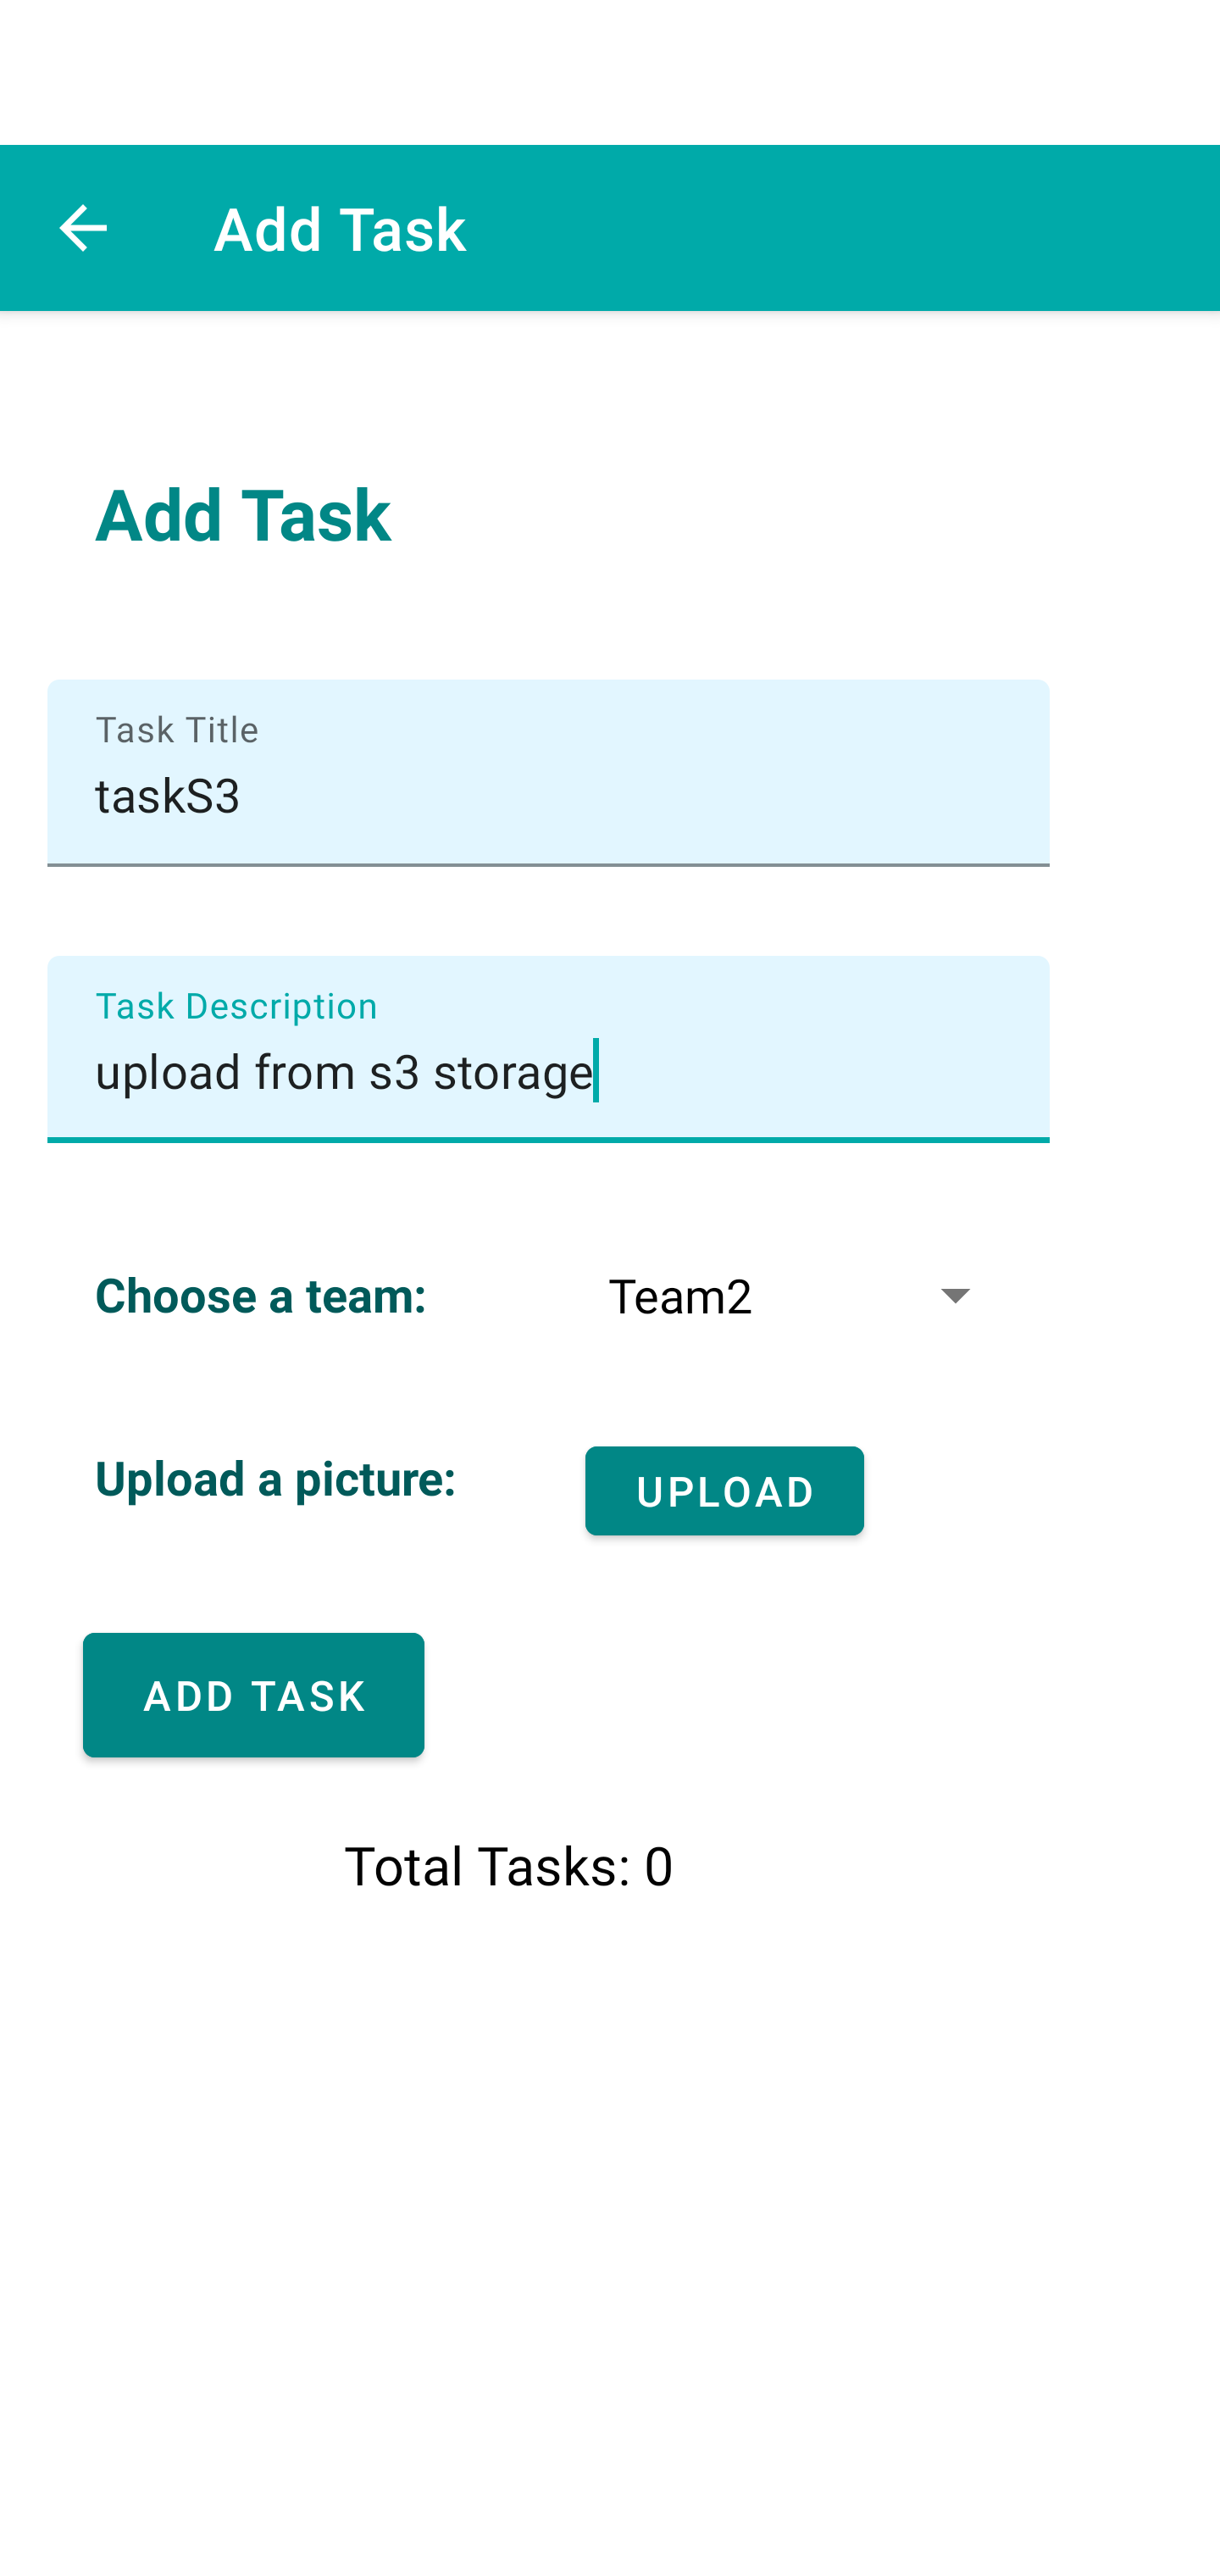 Add Task
Add Task
Task Title
taskS3
Task Description
upload from s3 storage
Choose a team: Team2
Upload a picture: UPLOAD
ADD TASK
Total Tasks: 0